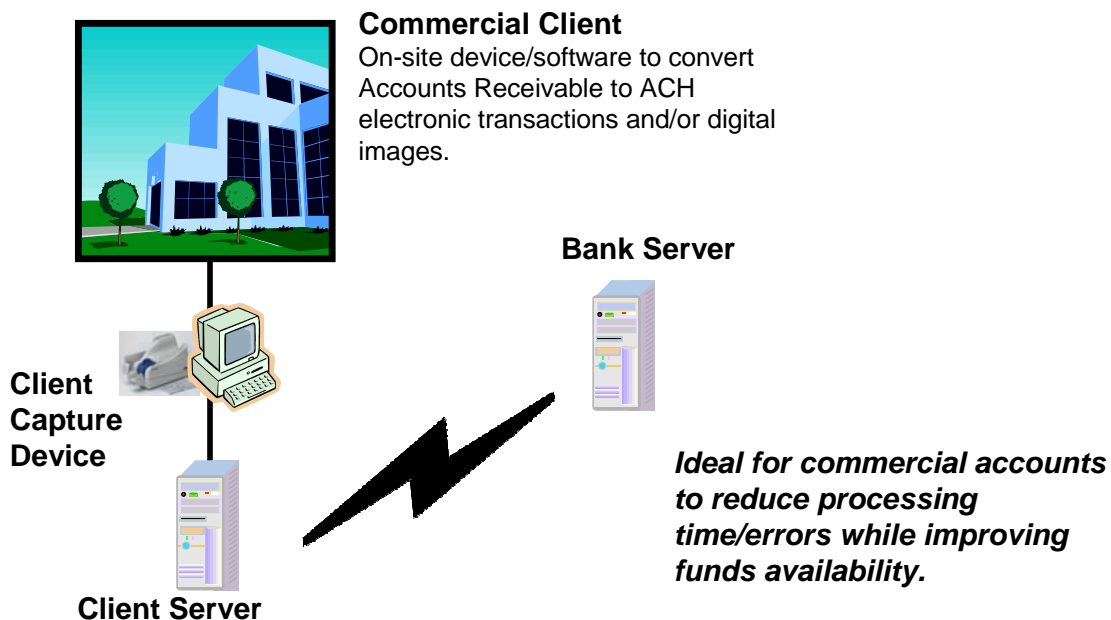 Commercial Client
On-site device/software to convert
Accounts Receivable to ACH
electronic transactions and/or digital
images.
Bank Server
Client
Capture
Device
Ideal for commercial accounts
to reduce processing
time/errors while improving
funds availability.
Client Server